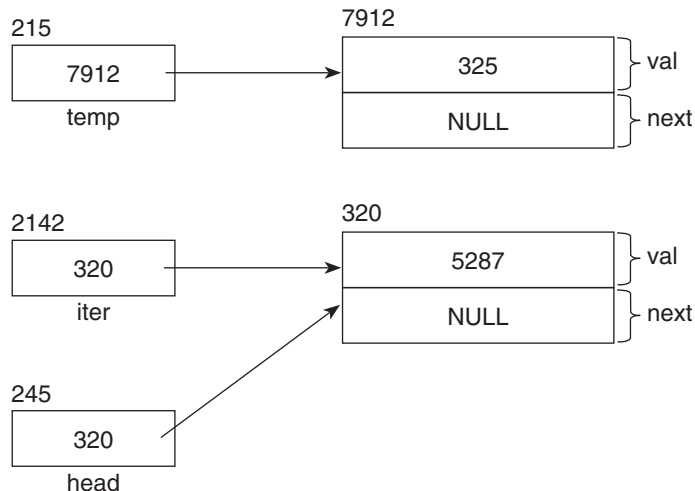 215
7912
temp
7912
325
val
NULL
next
2142
320
iter
320
5287
val
NULL
next
245
320
head